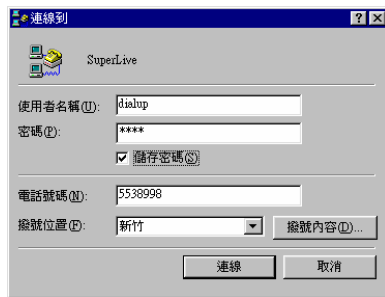 連線到
SuperLive
使用者名稱(U): dialup
密碼(P): ****
儲存密碼(S)
電話號碼(N): 5538998
撥號位置(F): 新竹 撥號內容(D)...
連線 取消